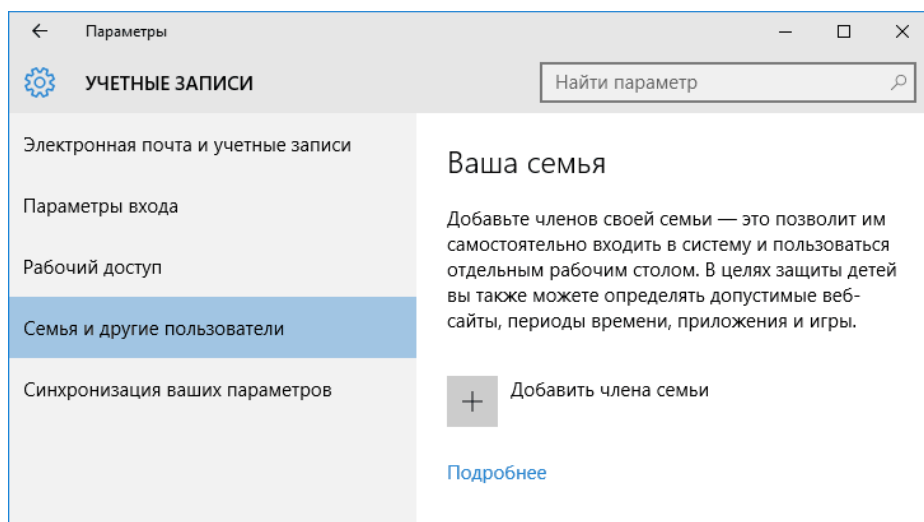 Параметры
УЧЕТНЫЕ ЗАПИСИ
Найти параметр
Электронная почта и учетные записи
Параметры входа
Рабочий доступ
Семья и другие пользователи
Синхронизация ваших параметров
Ваша семья
Добавьте членов своей семьи — это позволит им
самостоятельно входить в систему и пользоваться
отдельным рабочим столом. В целях защиты детей
вы также можете определять допустимые веб-
сайты, периоды времени, приложения и игры.
Добавить члена семьи
Подробнее